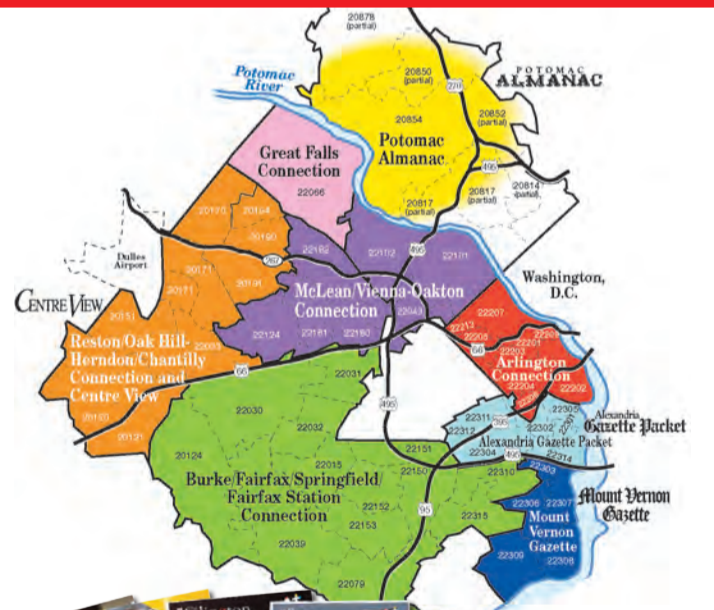 20878
(partial)
Potomac
River
20850
(partial)
270
POTOMAC
ALMANAC
20854
20852
(partial)
Potomac
Almanac
Great Falls
Connection
495
22066
20817
(partial)
20817
(partial)
20814
(partial)
20170
20194
20190
22182
22102
495
22101
Dulles
Airport
267
20171
20171
20191
Washington,
D.C.
CENTRE VIEW
McLean/Vienna-Oakton
Connection
22043
22207
20151
22124
22181
22180
22213
22205
22201
22209
22203
66
Reston/Oak Hill-
Herndon/Chantilly
Connection and
Centre View
Arlington
Connection
22204
22202
66
22031
20120
20121
22030
22032
495
22311
22312
395
22305
22302
22304
22314
495
Alexandria
Gazette Packet
Alexandria Gazette Packet
20124
22015
22151
22150
22310
22303
Burke/Fairfax/Springfield/
Fairfax Station
Connection
22152
22153
95
22315
22306
22307
Mount Vernon
Gazette
Mount
Vernon
Gazette
22039
22309
22308
22079